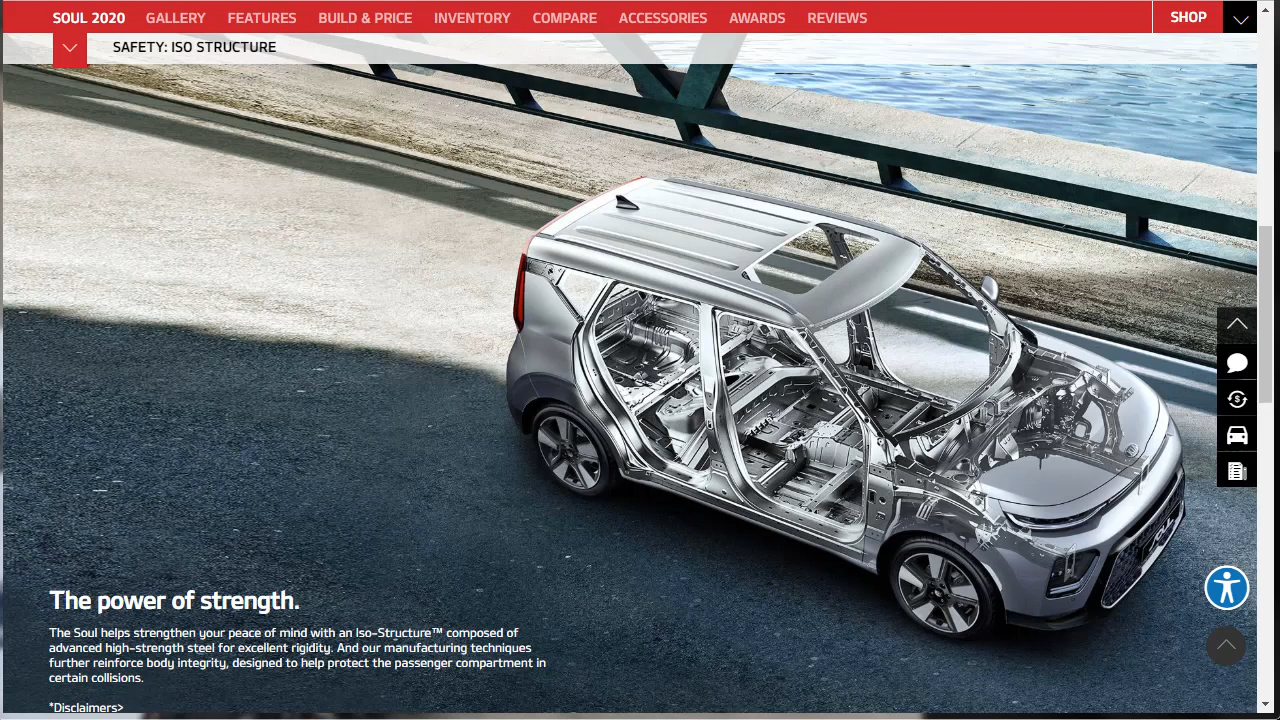 SOUL 2020 GALLERY FEATURES BUILD & PRICE INVENTORY COMPARE ACCESSORIES AWARDS REVIEWS SHOP
SAFETY: ISO STRUCTURE
The power of strength.
The Soul helps strengthen your peace of mind with an Iso-Structure™ composed of
advanced high-strength steel for excellent rigidity. And our manufacturing techniques
further reinforce body integrity, designed to help protect the passenger compartment in
certain collisions.
*Disclaimers>